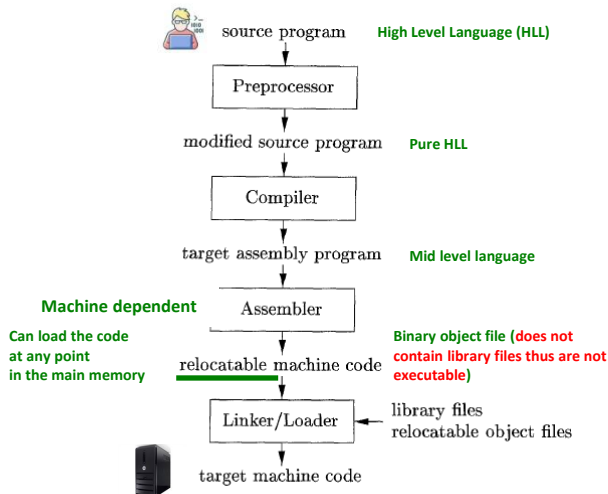 source program
High Level Language (HLL)
Preprocessor
modified source program
Pure HLL
Compiler
target assembly program
Mid level language
Machine dependent
Assembler
Can load the code
at any point
in the main memory
relocatable machine code
Binary object file (does not
contain library files thus are not
executable)
Linker/Loader
library files
relocatable object files
target machine code